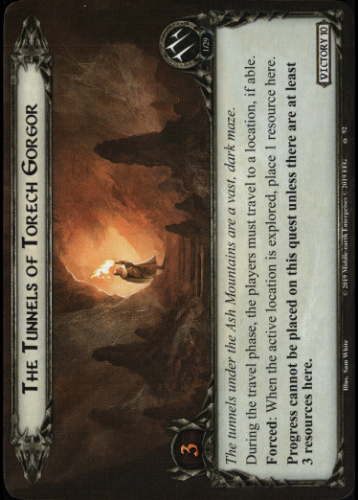 THE TUNNELS OF TORECH GORGOR
1/29
3
The tunnels under the Ash Mountains are a vast, dark maze.
During the travel phase, the players must travel to a location, if able.
Forced: When the active location is explored, place 1 resource here.
Progress cannot be placed on this quest unless there are at least
3 resources here.
VICTORY 10
Illus. Sam White
© 2019 Middle-earth Enterprises © 2019 FFG
92